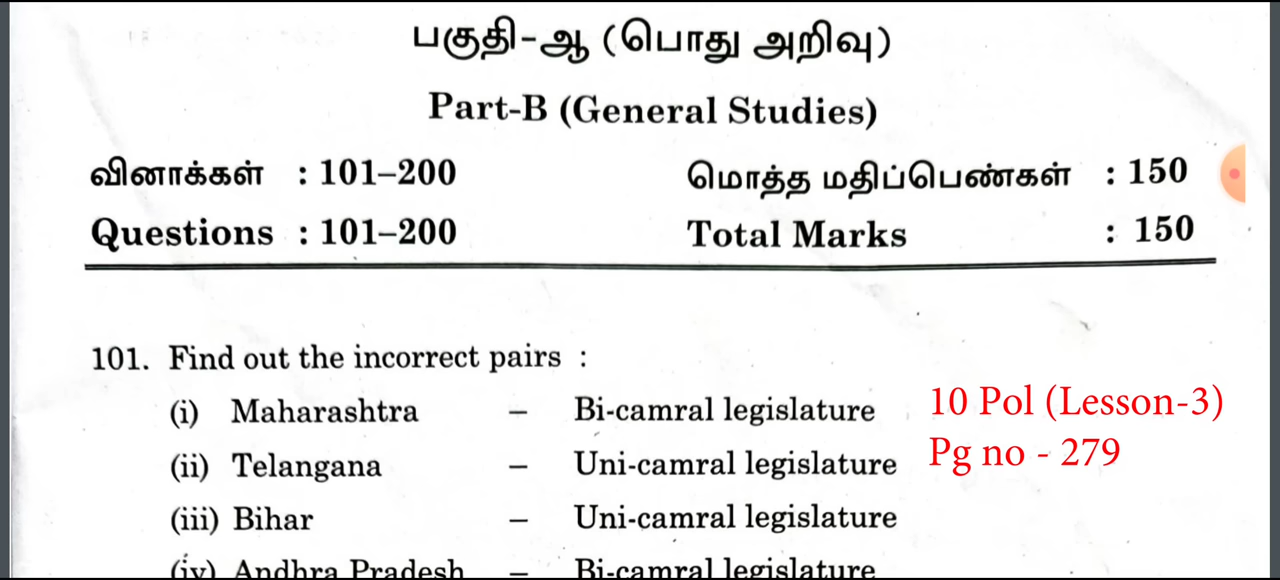 பகுதி-ஆ (பொது அறிவு)
Part-B (General Studies)
வினாக்கள் : 101–200 மொத்த மதிப்பெண்கள் : 150
Questions : 101–200 Total Marks : 150
101. Find out the incorrect pairs :
(i) Maharashtra – Bi-camral legislature 10 Pol (Lesson-3)
(ii) Telangana – Uni-camral legislature Pg no - 279
(iii) Bihar – Uni-camral legislature
(iv) Andhra Pradesh – Bi-camral legislature